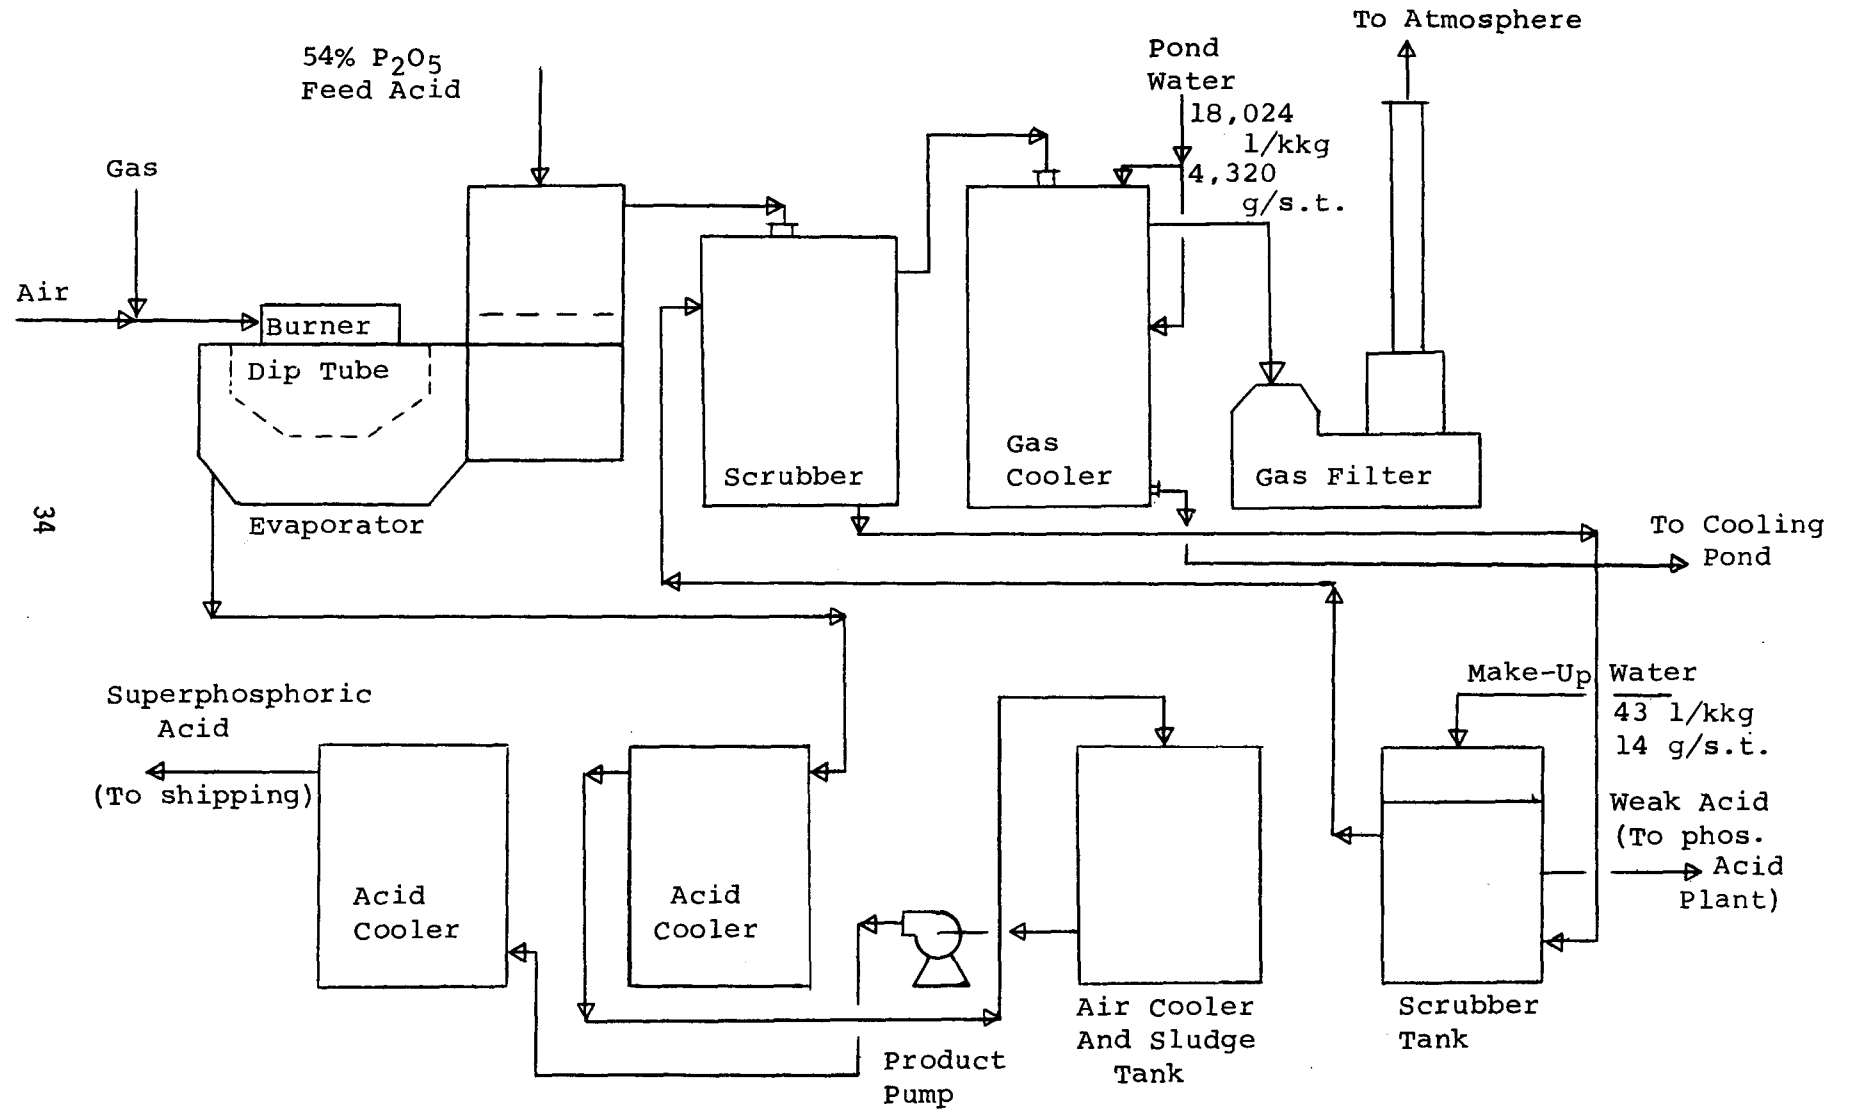 To Atmosphere
54% P2O5
Feed Acid
Pond
Water
18,024
l/kkg
4,320
g/s.t.
Gas
Air
Burner
Dip Tube
Evaporator
Scrubber
Gas
Cooler
Gas Filter
To Cooling
Pond
34
Make-Up Water
43 l/kkg
14 g/s.t.
Superphosphoric
Acid
(To shipping)
Acid
Cooler
Acid
Cooler
Weak Acid
(To phos.
Acid
Plant)
Air Cooler
And Sludge
Tank
Scrubber
Tank
Product
Pump